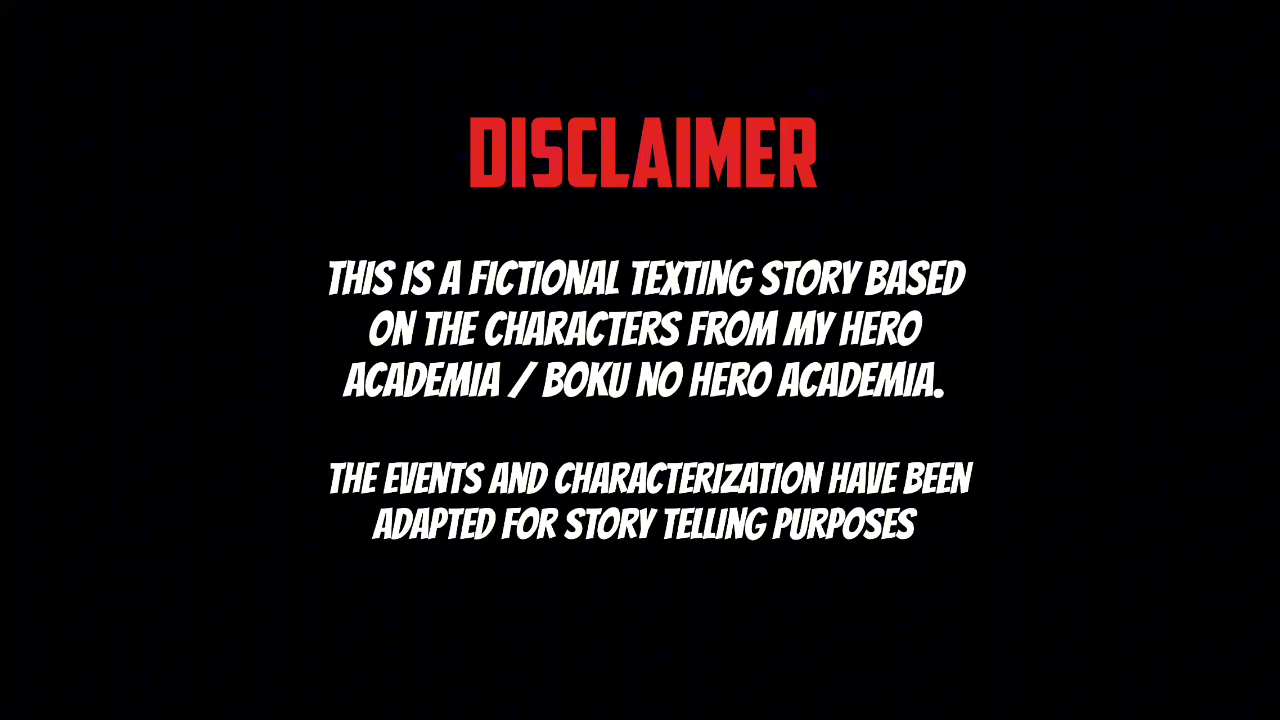 DISCLAIMER
THIS IS A FICTIONAL TEXTING STORY BASED
ON THE CHARACTERS FROM MY HERO
ACADEMIA / BOKU NO HERO ACADEMIA.
THE EVENTS AND CHARACTERIZATION HAVE BEEN
ADAPTED FOR STORY TELLING PURPOSES